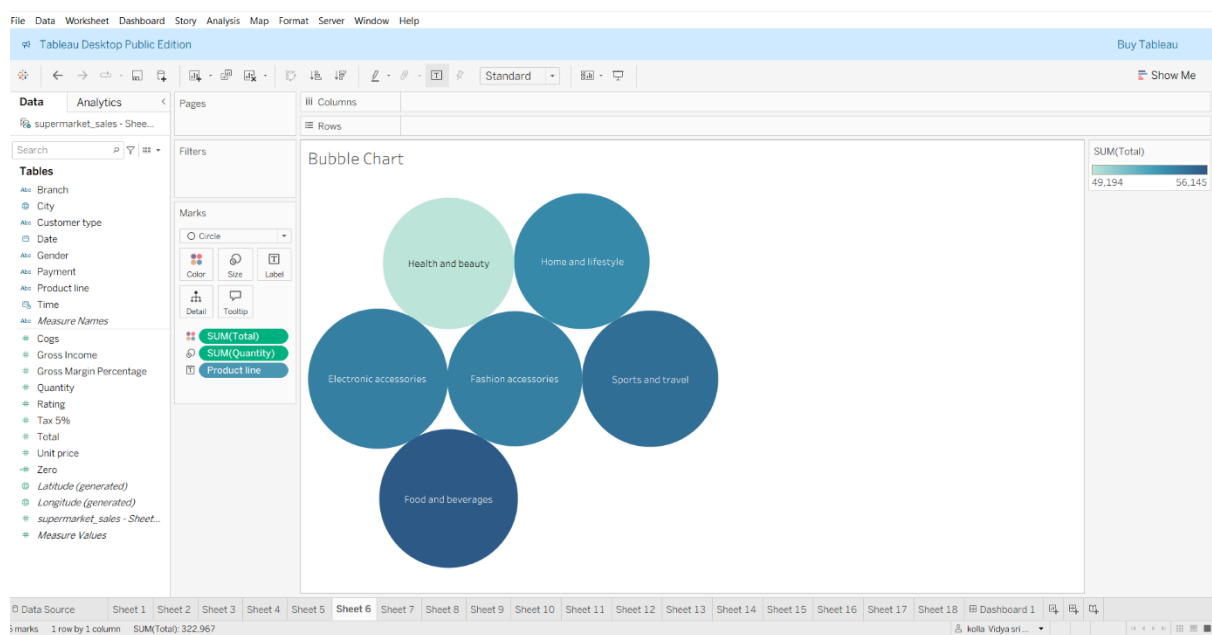 File Data Worksheet Dashboard Story Analysis Map Format Server Window Help
Tableau Desktop Public Edition Buy Tableau
Standard Show Me
Data Analytics
supermarket_sales - Shee...
Search
Tables
Abc Branch
City
Abc Customer type
Date
Abc Gender
Abc Payment
Abc Product line
Time
Abc Measure Names
# Cogs
# Gross Income
# Gross Margin Percentage
# Quantity
# Rating
# Tax 5%
# Total
# Unit price
=# Zero
Latitude (generated)
Longitude (generated)
# supermarket_sales - Sheet...
# Measure Values
Pages
Filters
Marks
Circle
Color Size Label
Detail Tooltip
SUM(Total)
SUM(Quantity)
Product line
Columns
Rows
Bubble Chart
Health and beauty
Home and lifestyle
Electronic accessories
Fashion accessories
Sports and travel
Food and beverages
SUM(Total)
49,194 56,145
Data Source Sheet 1 Sheet 2 Sheet 3 Sheet 4 Sheet 5 Sheet 6 Sheet 7 Sheet 8 Sheet 9 Sheet 10 Sheet 11 Sheet 12 Sheet 13 Sheet 14 Sheet 15 Sheet 16 Sheet 17 Sheet 18 Dashboard 1
marks 1 row by 1 column SUM(Total): 322.967 kolla Vidya sri ...